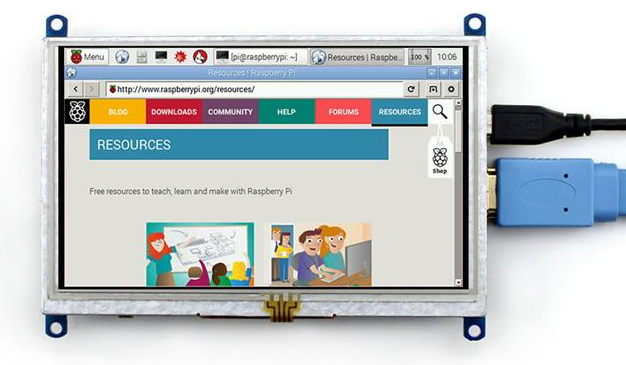 Menu [pi@raspberrypi: ~] Resources | Raspbe.. 100 % 10:06
Resources | Raspberry Pi
http://www.raspberrypi.org/resources/
BLOG DOWNLOADS COMMUNITY HELP FORUMS RESOURCES
Shop
RESOURCES
Free resources to teach, learn and make with Raspberry Pi